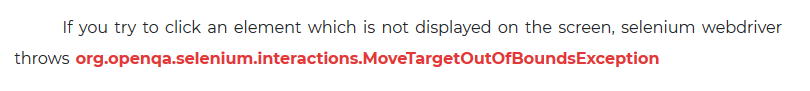 If you try to click an element which is not displayed on the screen, selenium webdriver
throws org.openqa.selenium.interactions.MoveTargetOutOfBoundsException